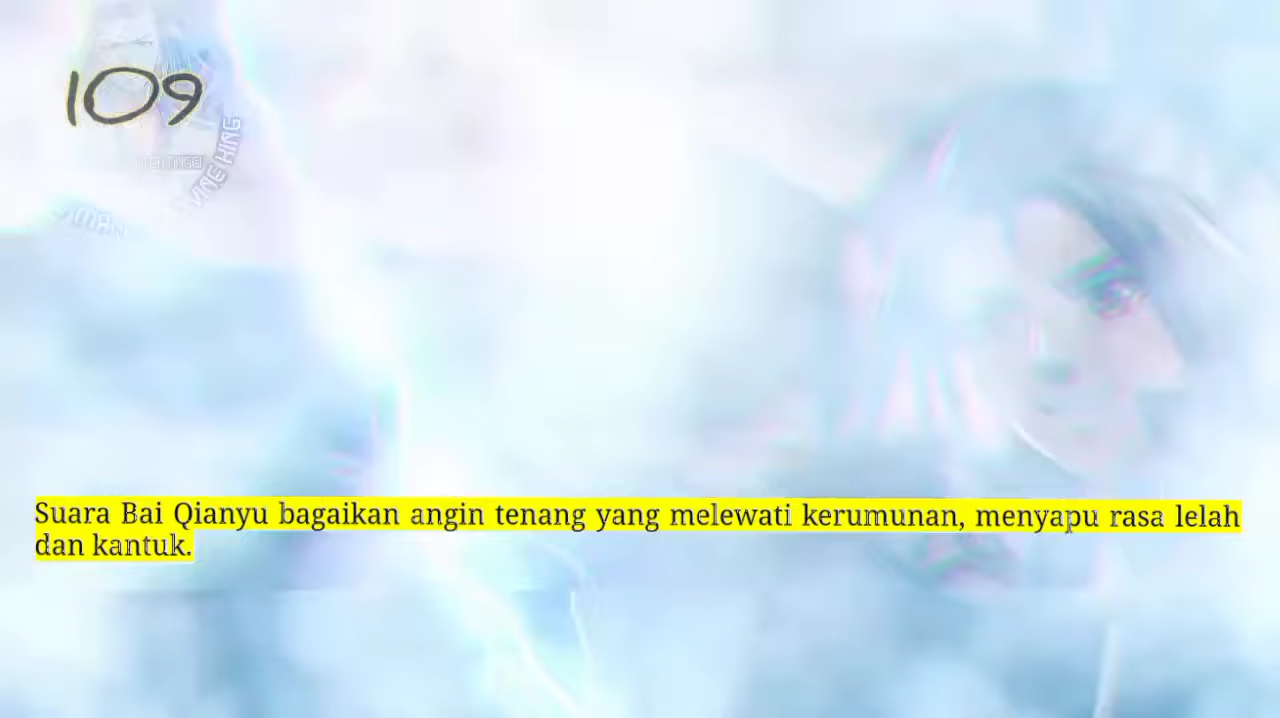 109
Suara Bai Qianyu bagaikan angin tenang yang melewati kerumunan, menyapu rasa lelah
dan kantuk.